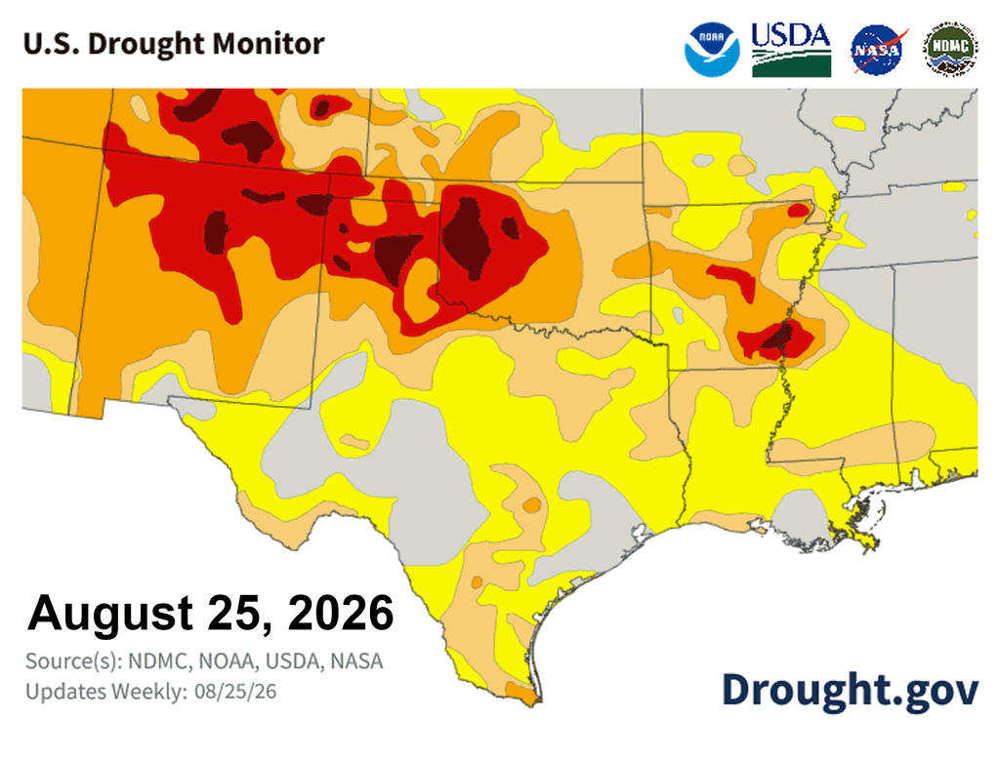 U.S. Drought Monitor
NOAA
USDA
NASA
NDMC
August 25, 2026
Source(s): NDMC, NOAA, USDA, NASA
Updates Weekly: 08/25/26
Drought.gov